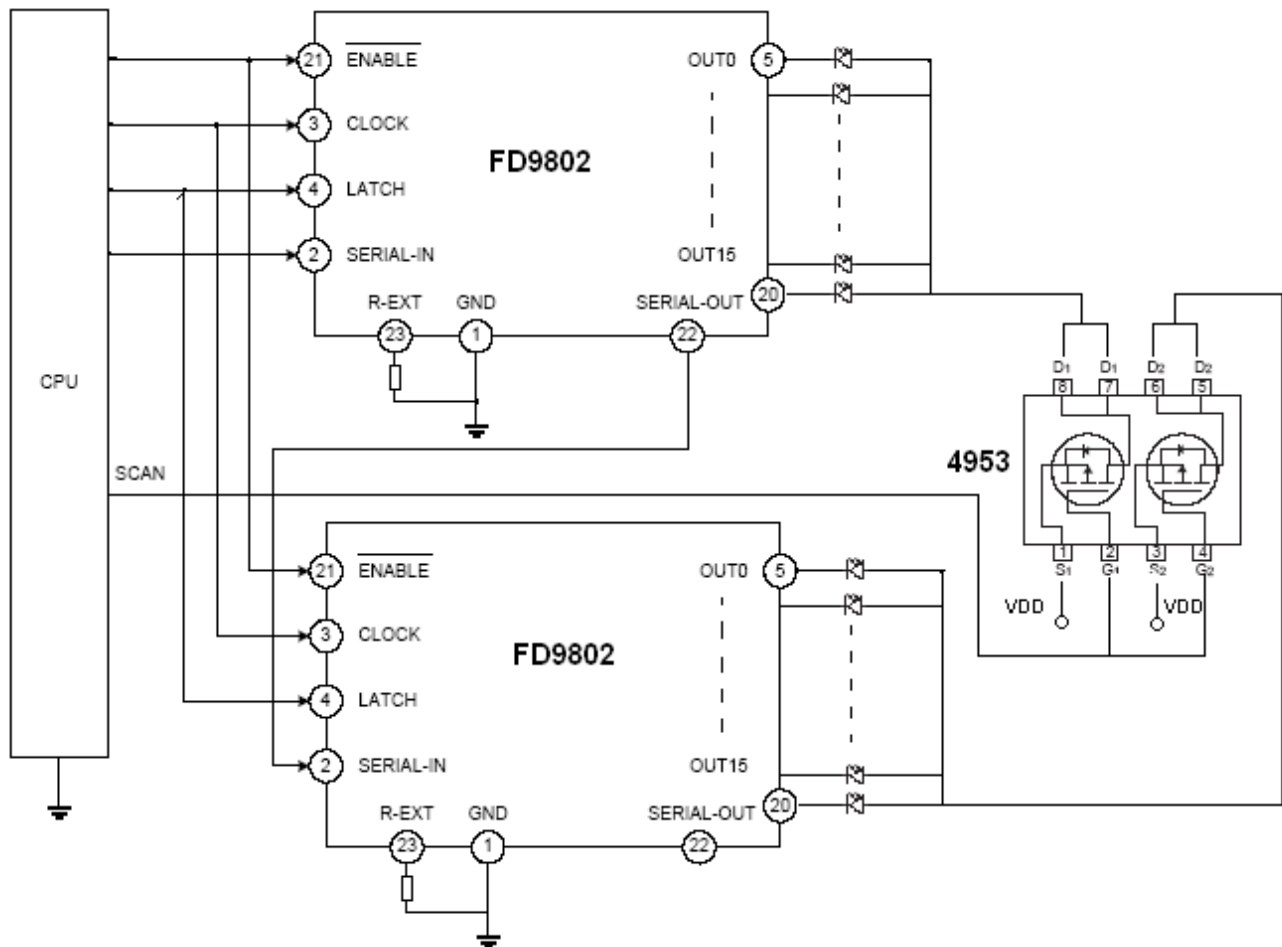 CPU
SCAN
21 ENABLE
3 CLOCK
4 LATCH
2 SERIAL-IN
FD9802
OUT0 5
OUT15
20
R-EXT GND SERIAL-OUT
23 1 22
D1 D1 D2 D2
8 7 6 5
4953
1 2 3 4
S1 G1 S2 G2
VDD VDD
21 ENABLE
3 CLOCK
4 LATCH
2 SERIAL-IN
FD9802
OUT0 5
OUT15
20
R-EXT GND SERIAL-OUT
23 1 22